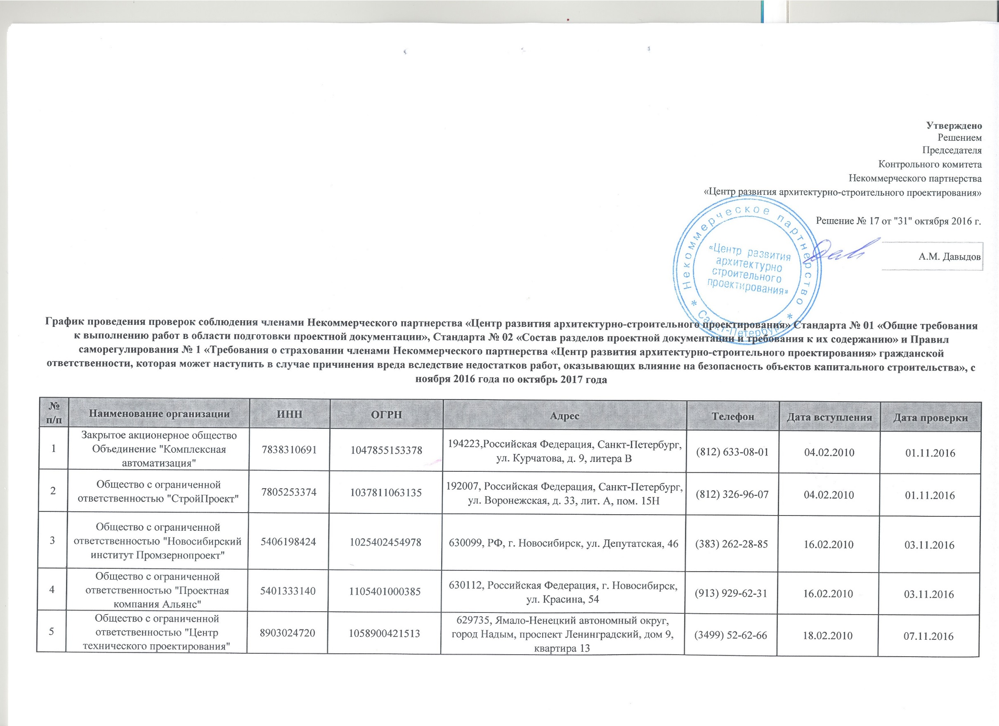 Утверждено
Решением
Председателя
Контрольного комитета
Некоммерческого партнерства
«Центр развития архитектурно-строительного проектирования»
Решение № 17 от "31" октября 2016 г.
А.М. Давыдов
Некоммерческое партнерство
«Центр развития
архитектурно
строительного
проектирования»
* Санкт-Петербург *
График проведения проверок соблюдения членами Некоммерческого партнерства «Центр развития архитектурно-строительного проектирования» Стандарта № 01 «Общие требования
к выполнению работ в области подготовки проектной документации», Стандарта № 02 «Состав разделов проектной документации и требования к их содержанию» и Правил
саморегулирования № 1 «Требования о страховании членами Некоммерческого партнерства «Центр развития архитектурно-строительного проектирования» гражданской
ответственности, которая может наступить в случае причинения вреда вследствие недостатков работ, оказывающих влияние на безопасность объектов капитального строительства», с
ноября 2016 года по октябрь 2017 года
№ п/п Наименование организации ИНН ОГРН Адрес Телефон Дата вступления Дата проверки
1 Закрытое акционерное общество
Объединение "Комплексная
автоматизация"
7838310691 1047855153378
194223,Российская Федерация, Санкт-Петербург,
ул. Курчатова, д. 9, литера В
(812) 633-08-01 04.02.2010 01.11.2016
2 Общество с ограниченной
ответственностью "СтройПроект"
7805253374 1037811063135
192007, Российская Федерация, Санкт-Петербург,
ул. Воронежская, д. 33, лит. А, пом. 15Н
(812) 326-96-07 04.02.2010 01.11.2016
3 Общество с ограниченной
ответственностью "Новосибирский
институт Промзернопроект"
5406198424 1025402454978
630099, РФ, г. Новосибирск, ул. Депутатская, 46
(383) 262-28-85 16.02.2010 03.11.2016
4 Общество с ограниченной
ответственностью "Проектная
компания Альянс"
5401333140 1105401000385
630112, Российская Федерация, г. Новосибирск,
ул. Красина, 54
(913) 929-62-31 16.02.2010 03.11.2016
5 Общество с ограниченной
ответственностью "Центр
технического проектирования"
8903024720 1058900421513
629735, Ямало-Ненецкий автономный округ,
город Надым, проспект Ленинградский, дом 9,
квартира 13
(3499) 52-62-66 18.02.2010 07.11.2016